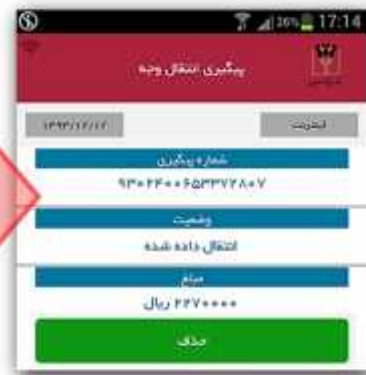 26% 17:14
پیگیری انتقال وجه
اینترنت
۱۳۹۳/۱۲/۱۲
شماره پیگیری
۹۳۰۲۴۰۰۶۵۳۳۷۲۸۰۷
وضعیت
انتقال داده شده
مبلغ
۲۲۷۰۰۰۰ ریال
حذف